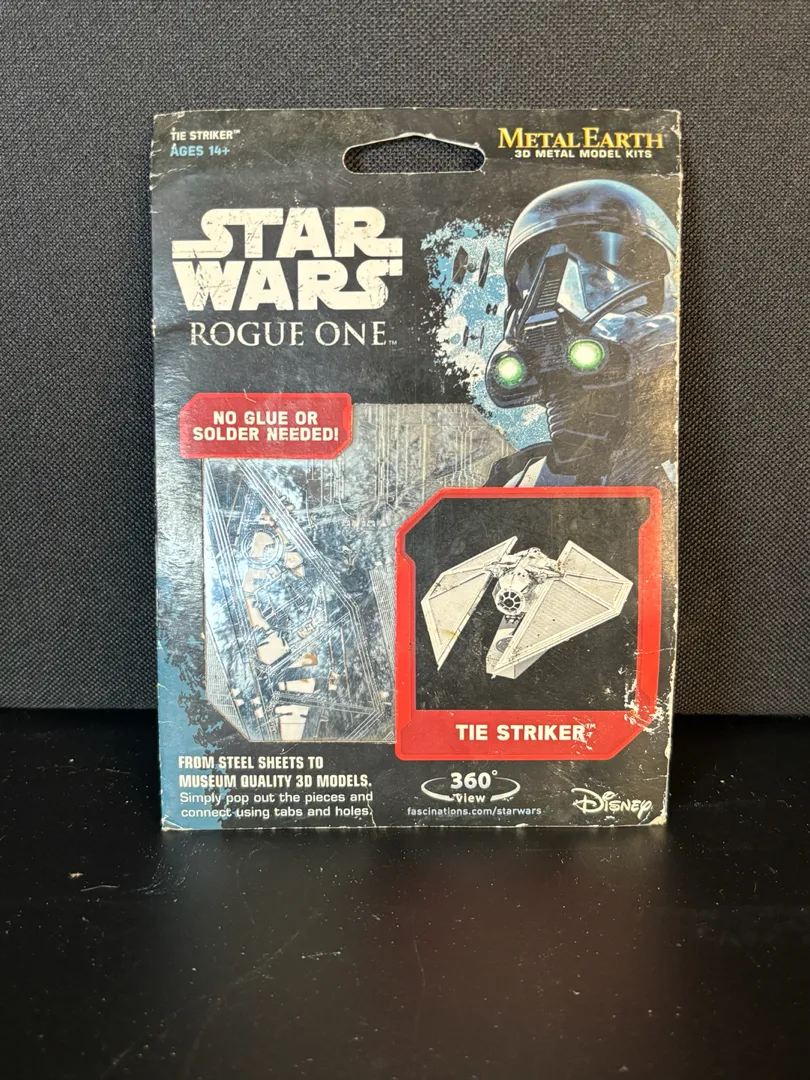 TIE STRIKER™
AGES 14+
METAL EARTH
3D METAL MODEL KITS
STAR
WARS
ROGUE ONE™
NO GLUE OR
SOLDER NEEDED!
TIE STRIKER™
FROM STEEL SHEETS TO
MUSEUM QUALITY 3D MODELS.
Simply pop out the pieces and
connect using tabs and holes.
360°
view
fascinations.com/starwars
Disney